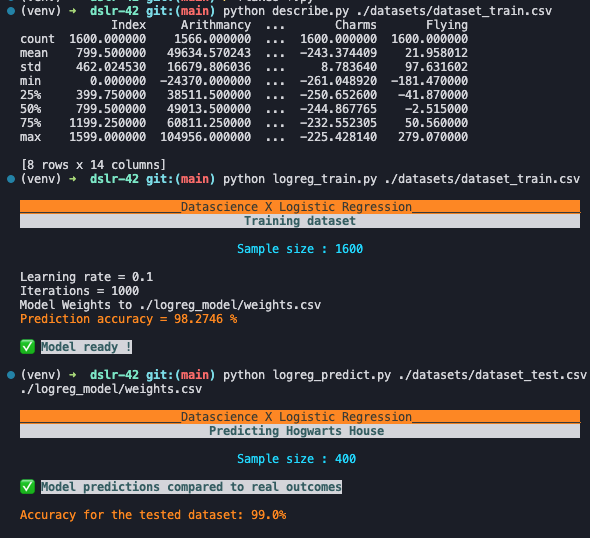 (venv) → dslr-42 git:(main) python describe.py ./datasets/dataset_train.csv
Index Arithmancy ... Charms Flying
count 1600.000000 1566.000000 ... 1600.000000 1600.000000
mean 799.500000 49634.570243 ... -243.374409 21.958012
std 462.024530 16679.806036 ... 8.783640 97.631602
min 0.000000 -24370.000000 ... -261.048920 -181.470000
25% 399.750000 38511.500000 ... -250.652600 -41.870000
50% 799.500000 49013.500000 ... -244.867765 -2.515000
75% 1199.250000 60811.250000 ... -232.552305 50.560000
max 1599.000000 104956.000000 ... -225.428140 279.070000
[8 rows x 14 columns]
(venv) → dslr-42 git:(main) python logreg_train.py ./datasets/dataset_train.csv
Datascience X Logistic Regression
Training dataset
Sample size : 1600
Learning rate = 0.1
Iterations = 1000
Model Weights to ./logreg_model/weights.csv
Prediction accuracy = 98.2746 %
✅ Model ready !
(venv) → dslr-42 git:(main) python logreg_predict.py ./datasets/dataset_test.csv
./logreg_model/weights.csv
Datascience X Logistic Regression
Predicting Hogwarts House
Sample size : 400
✅ Model predictions compared to real outcomes
Accuracy for the tested dataset: 99.0%